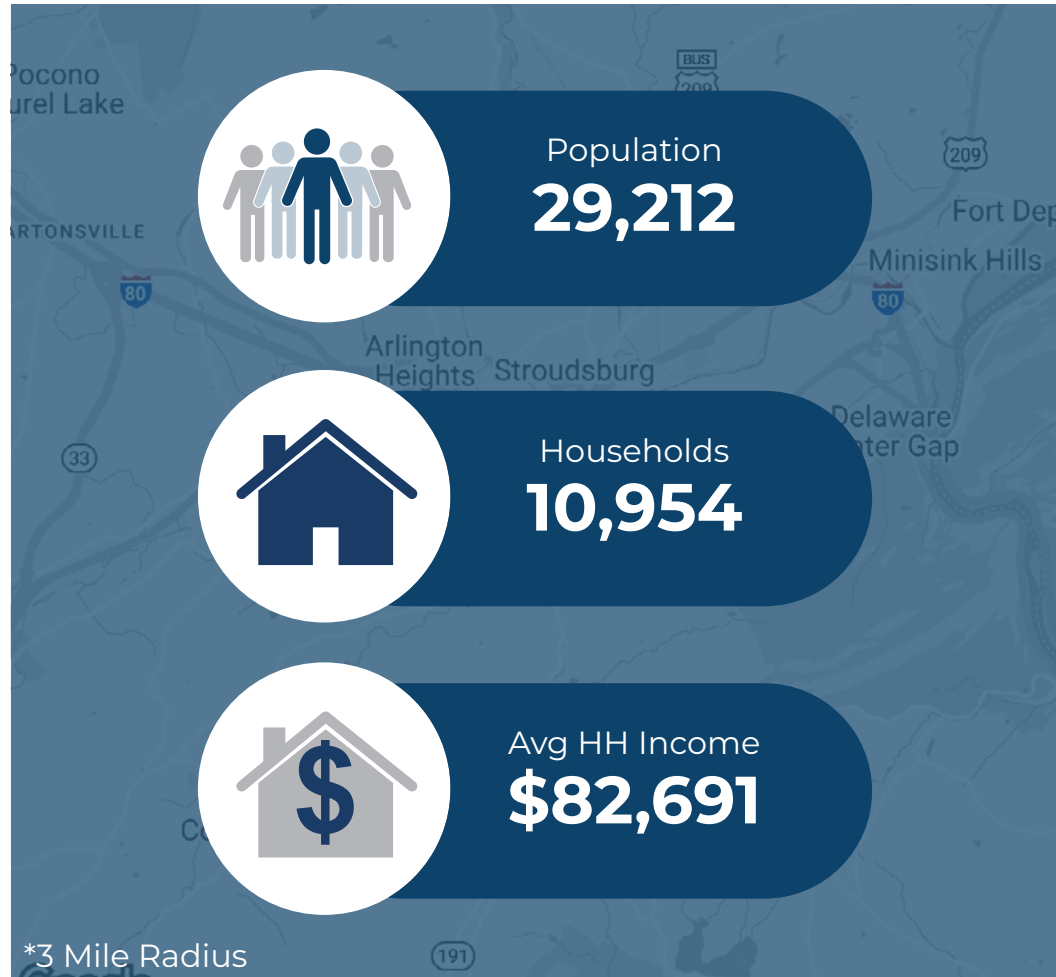 Pocono
urel Lake
BUS
209
209
ARTONSVILLE
Fort Dep
Minisink Hills
80
80
Population
29,212
Arlington
Heights
Stroudsburg
Delaware
ter Gap
33
Households
10,954
Avg HH Income
$82,691
$
*3 Mile Radius
191